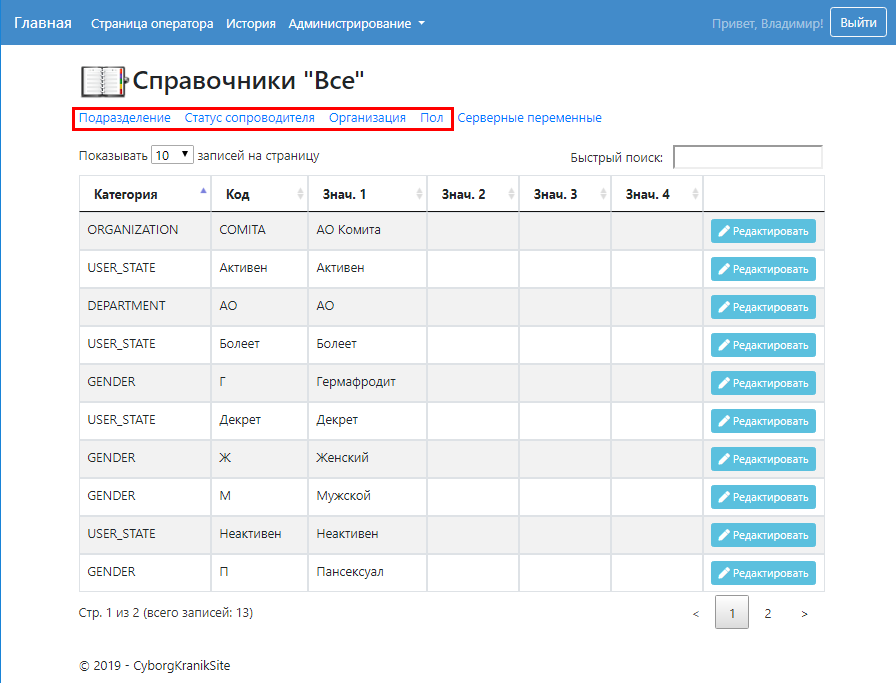 Главная Страница оператора История Администрирование Привет, Владимир! Выйти
Справочники "Все"
Подразделение Статус сопроводителя Организация Пол Серверные переменные
Показывать 10 записей на страницу Быстрый поиск:
Категория Код Знач. 1 Знач. 2 Знач. 3 Знач. 4
ORGANIZATION COMITA АО Комита Редактировать
USER_STATE Активен Активен Редактировать
DEPARTMENT АО АО Редактировать
USER_STATE Болеет Болеет Редактировать
GENDER Г Гермафродит Редактировать
USER_STATE Декрет Декрет Редактировать
GENDER Ж Женский Редактировать
GENDER М Мужской Редактировать
USER_STATE Неактивен Неактивен Редактировать
GENDER П Пансексуал Редактировать
Стр. 1 из 2 (всего записей: 13) < 1 2 >
© 2019 - CyborgKranikSite